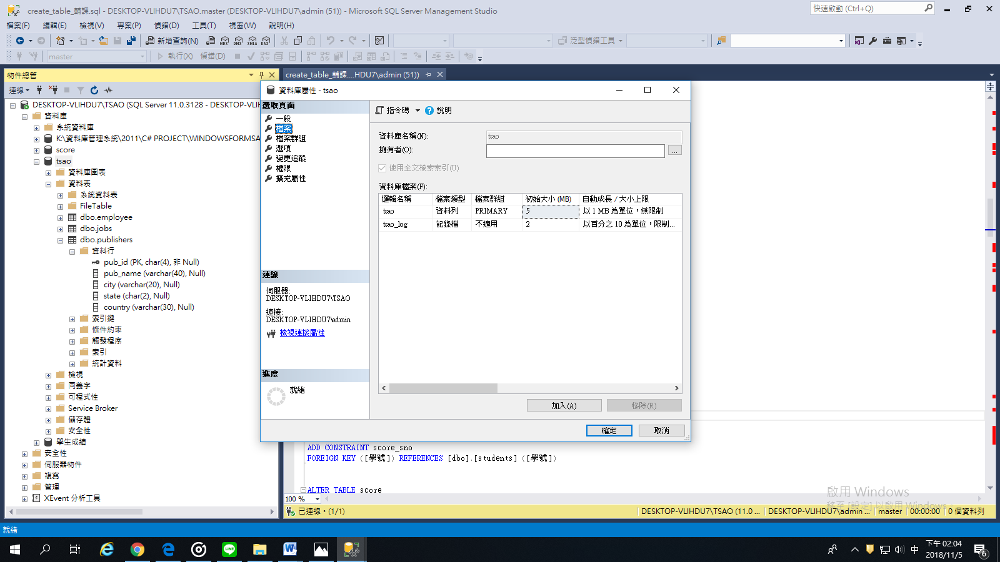 create_table_輔課.sql - DESKTOP-VLIHDU7\TSAO.master (DESKTOP-VLIHDU7\admin (51)) - Microsoft SQL Server Management Studio
快速啟動 (Ctrl+Q)
檔案(F) 編輯(E) 檢視(V) 專案(P) 偵錯(D) 工具(T) 視窗(W) 說明(H)
新增查詢(N) MDX DMX XMLA DAX 泛型偵錯工具
master 執行(X) 偵錯(D)
物件總管
連線
DESKTOP-VLIHDU7\TSAO (SQL Server 11.0.3128 - DESKTOP-VLIH
資料庫
系統資料庫
K:\資料庫管理系統\2011\C# PROJECT\WINDOWSFORMSA
score
tsao
資料庫圖表
資料表
系統資料表
FileTable
dbo.employee
dbo.jobs
dbo.publishers
資料行
pub_id (PK, char(4), 非 Null)
pub_name (varchar(40), Null)
city (varchar(20), Null)
state (char(2), Null)
country (varchar(30), Null)
索引鍵
條件約束
觸發程序
索引
統計資料
檢視
同義字
可程式性
Service Broker
儲存體
安全性
學生成績
安全性
伺服器物件
複寫
管理
XEvent 分析工具
create_table_輔課....HDU7\admin (51))
資料庫屬性 - tsao
選取頁面
一般
檔案
檔案群組
選項
變更追蹤
權限
擴充屬性
連線
伺服器:
DESKTOP-VLIHDU7\TSAO
連接:
DESKTOP-VLIHDU7\admin
檢視連接屬性
進度
就緒
指令碼 說明
資料庫名稱(N): tsao
擁有者(O): ...
使用全文檢索索引(U)
資料庫檔案(F):
邏輯名稱 檔案類型 檔案群組 初始大小 (MB) 自動成長 / 大小上限
tsao 資料列 PRIMARY 5 以 1 MB 為單位，無限制
tsao_log 記錄檔 不適用 2 以百分之 10 為單位，限制...
加入(A) 移除(R)
確定 取消
ADD CONSTRAINT score_sno
FOREIGN KEY ([學號]) REFERENCES [dbo].[students] ([學號])
ALTER TABLE score
100 %
啟用 Windows
移至 [設定] 以啟用 Windows。
已連線。(1/1) DESKTOP-VLIHDU7\TSAO (11.0 ... DESKTOP-VLIHDU7\admin ... master 00:00:00 0 個資料列
就緒
LINE
中
下午 02:04
2018/11/5
6